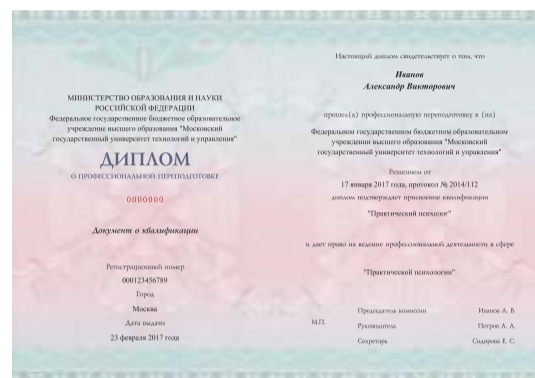 МИНИСТЕРСТВО ОБРАЗОВАНИЯ И НАУКИ
РОССИЙСКОЙ ФЕДЕРАЦИИ
Федеральное государственное бюджетное образовательное
учреждение высшего образования "Московский
государственный университет технологий и управления"
ДИПЛОМ
О ПРОФЕССИОНАЛЬНОЙ ПЕРЕПОДГОТОВКЕ
0000000
Документ о квалификации
Регистрационный номер
000123456789
Город
Москва
Дата выдачи
23 февраля 2017 года
Настоящий диплом свидетельствует о том, что
Иванов
Александр Викторович
прошел(а) профессиональную переподготовку в (на)
Федеральном государственном бюджетном образовательном
учреждении высшего образования "Московский
государственный университет технологий и управления"
Решением от
17 января 2017 года, протокол № 2014/112
диплом подтверждает присвоение квалификации
"Практический психолог"
и дает право на ведение профессиональной деятельности в сфере
"Практической психологии"
Председатель комиссии Иванов А. В.
М.П. Руководитель Петров А. А.
Секретарь Сидорова Е. С.